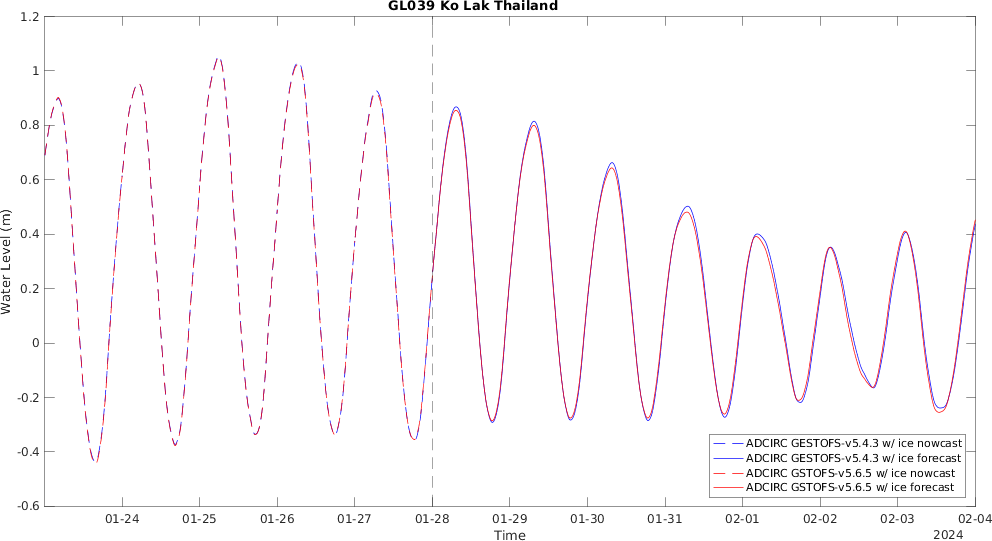 GL039 Ko Lak Thailand
1.2
1
0.8
0.6
0.4
0.2
0
-0.2
-0.4
-0.6
Water Level (m)
ADCIRC GESTOFS-v5.4.3 w/ ice nowcast
ADCIRC GESTOFS-v5.4.3 w/ ice forecast
ADCIRC GSTOFS-v5.6.5 w/ ice nowcast
ADCIRC GSTOFS-v5.6.5 w/ ice forecast
01-24 01-25 01-26 01-27 01-28 01-29 01-30 01-31 02-01 02-02 02-03 02-04
Time
2024